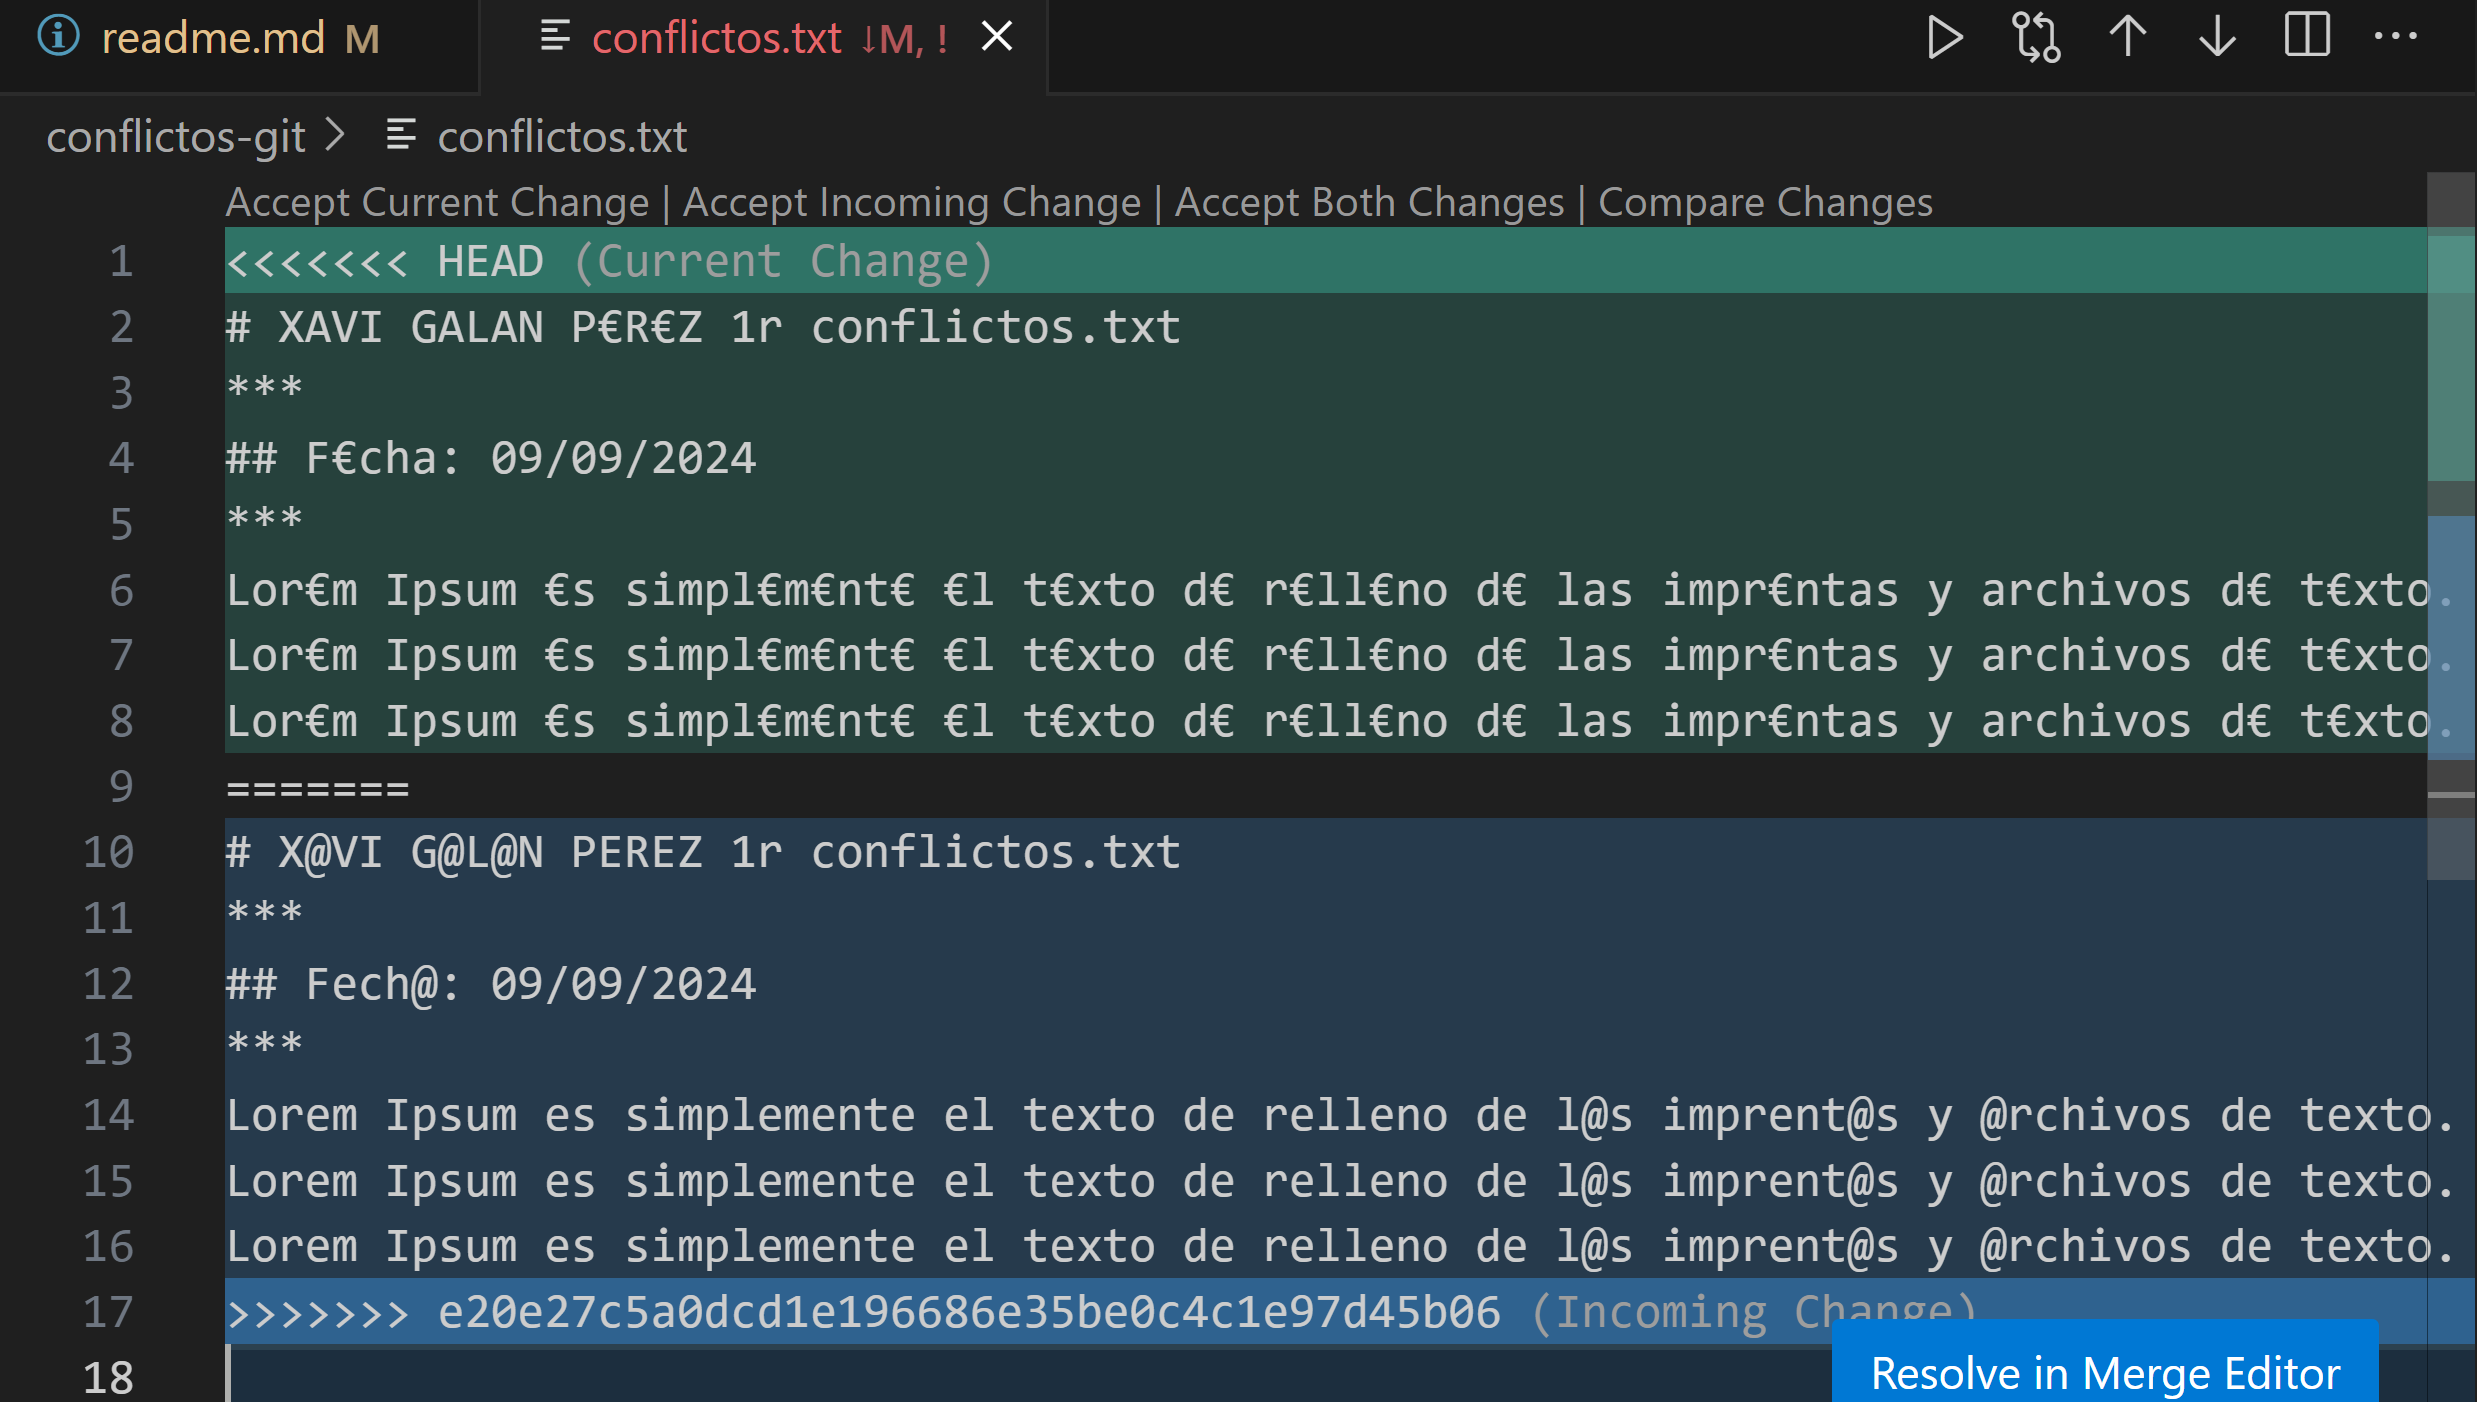 readme.md M
conflictos.txt ↓M, !
conflictos-git > conflictos.txt
Accept Current Change | Accept Incoming Change | Accept Both Changes | Compare Changes
1 <<<<<<< HEAD (Current Change)
2 # XAVI GALAN P€R€Z 1r conflictos.txt
3 ***
4 ## F€cha: 09/09/2024
5 ***
6 Lor€m Ipsum €s simpl€m€nt€ €l t€xto d€ r€ll€no d€ las impr€ntas y archivos d€ t€xto.
7 Lor€m Ipsum €s simpl€m€nt€ €l t€xto d€ r€ll€no d€ las impr€ntas y archivos d€ t€xto.
8 Lor€m Ipsum €s simpl€m€nt€ €l t€xto d€ r€ll€no d€ las impr€ntas y archivos d€ t€xto.
9 =======
10 # X@VI G@L@N PEREZ 1r conflictos.txt
11 ***
12 ## Fech@: 09/09/2024
13 ***
14 Lorem Ipsum es simplemente el texto de relleno de l@s imprent@s y @rchivos de texto.
15 Lorem Ipsum es simplemente el texto de relleno de l@s imprent@s y @rchivos de texto.
16 Lorem Ipsum es simplemente el texto de relleno de l@s imprent@s y @rchivos de texto.
17 >>>>>>> e20e27c5a0dcd1e196686e35be0c4c1e97d45b06 (Incoming Change)
18
Resolve in Merge Editor